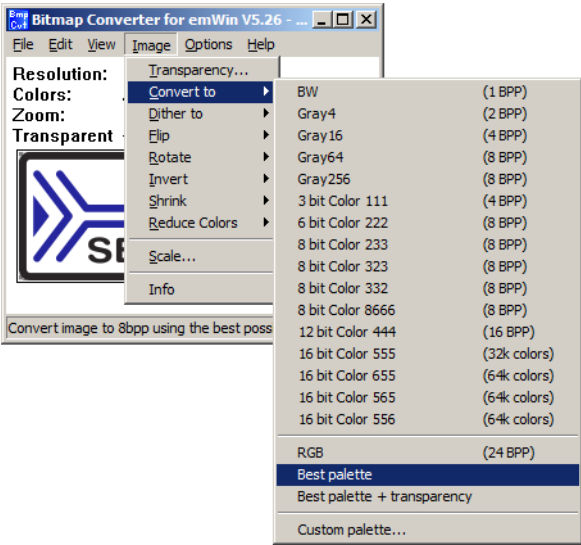 Bmp Cvt Bitmap Converter for emWin V5.26 - ...
File Edit View Image Options Help
Resolution:
Colors:
Zoom:
Transparent
SE
Transparency...
Convert to
Dither to
Flip
Rotate
Invert
Shrink
Reduce Colors
Scale...
Info
BW (1 BPP)
Gray4 (2 BPP)
Gray16 (4 BPP)
Gray64 (8 BPP)
Gray256 (8 BPP)
3 bit Color 111 (4 BPP)
6 bit Color 222 (8 BPP)
8 bit Color 233 (8 BPP)
8 bit Color 323 (8 BPP)
8 bit Color 332 (8 BPP)
8 bit Color 8666 (8 BPP)
12 bit Color 444 (16 BPP)
16 bit Color 555 (32k colors)
16 bit Color 655 (64k colors)
16 bit Color 565 (64k colors)
16 bit Color 556 (64k colors)
RGB (24 BPP)
Best palette
Best palette + transparency
Custom palette...
Convert image to 8bpp using the best poss